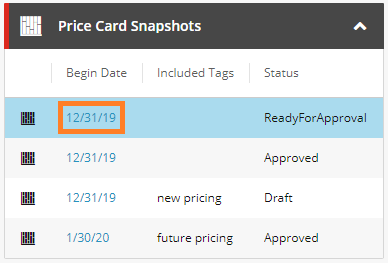 Price Card Snapshots
Begin Date Included Tags Status
12/31/19 ReadyForApproval
12/31/19 Approved
12/31/19 new pricing Draft
1/30/20 future pricing Approved